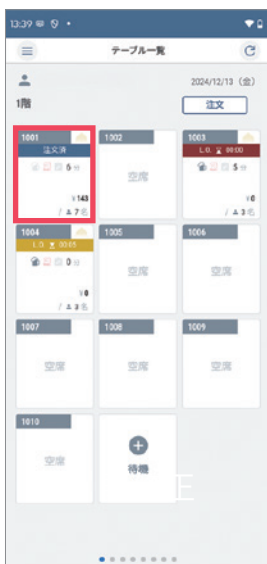 13:39
テーブル一覧
2024/12/13 (金)
1階
注文
1001
注文済
6分
¥143
/ 7名
1002
空席
1003
L.O. 00:00
5分
¥0
/ 3名
1004
L.O. 00:05
0分
¥0
/ 3名
1005
空席
1006
空席
1007
空席
1008
空席
1009
空席
1010
空席
待機
正